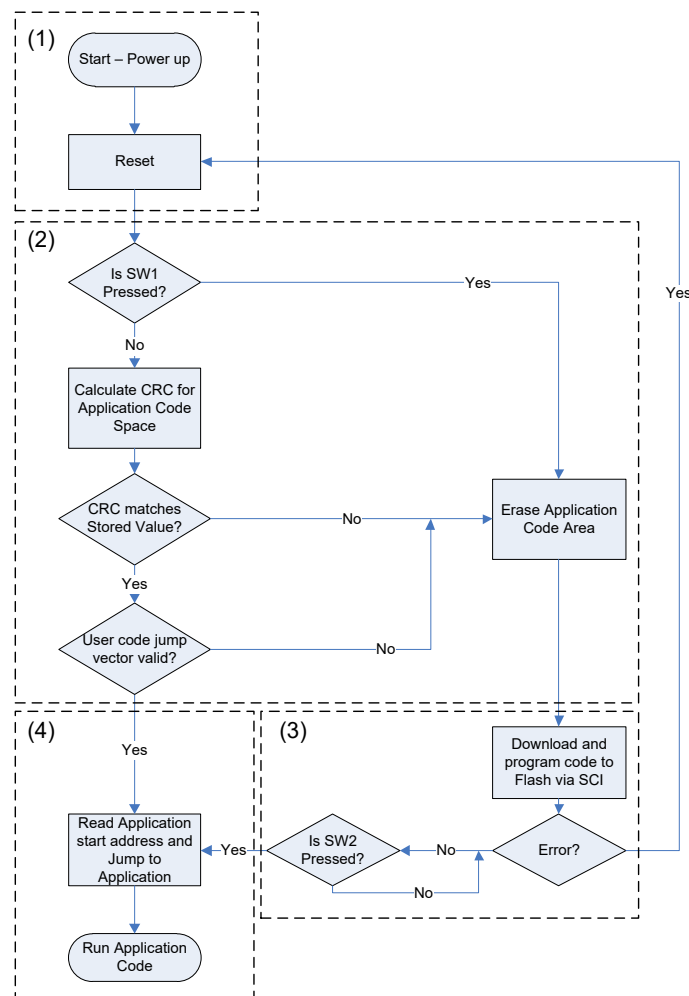 (1)
Start – Power up
Reset
(2)
Is SW1
Pressed?
Yes
Yes
No
Calculate CRC for
Application Code
Space
CRC matches
Stored Value?
No
Erase Application
Code Area
Yes
User code jump
vector valid?
No
(4)
(3)
Yes
Download and
program code to
Flash via SCI
Read Application
start address and
Jump to
Application
Yes
Is SW2
Pressed?
No
Error?
No
Run Application
Code